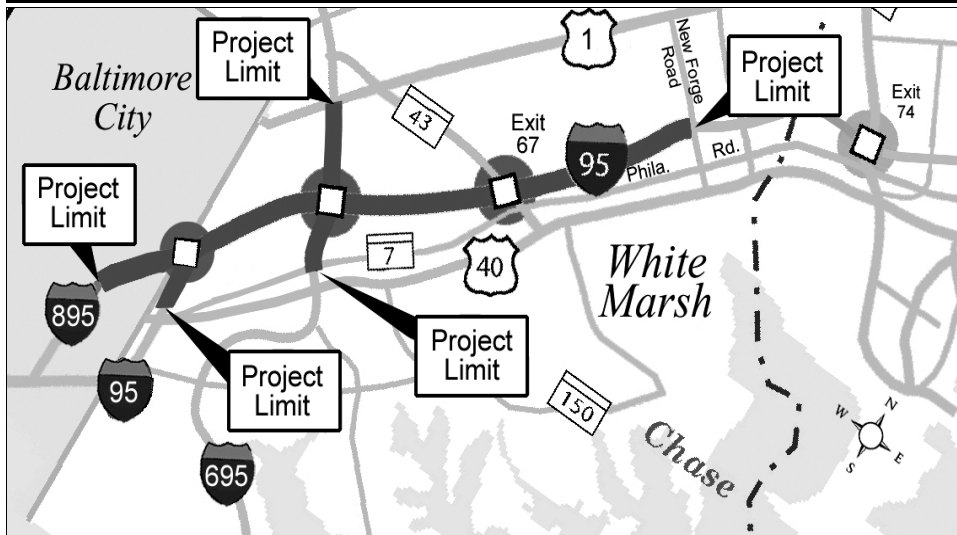 Project
Limit
1
New Forge
Road
Project
Limit
Baltimore
City
43
Exit
67
Exit
74
95
Phila.
Rd.
Project
Limit
7
40
White
Marsh
895
Project
Limit
95
Project
Limit
150
Chase
N
W
E
S
695